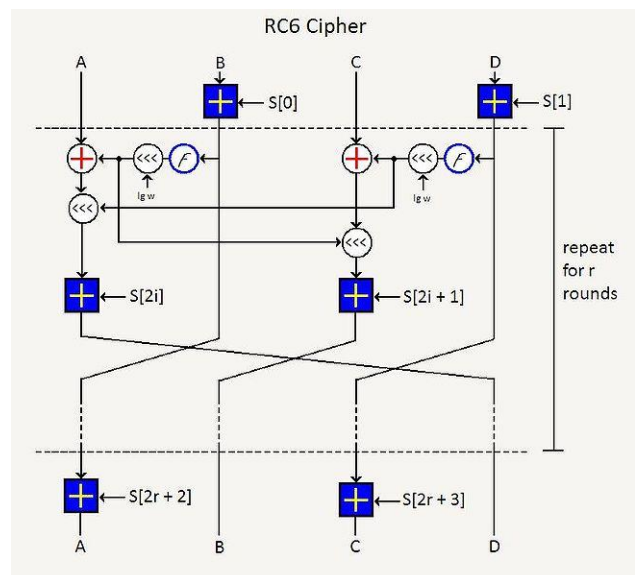 RC6 Cipher
A B C D
S[0] S[1]
<<< F <<< F
lg w lg w
<<<
<<<
repeat
for r
rounds
S[2i] S[2i + 1]
S[2r + 2] S[2r + 3]
A B C D